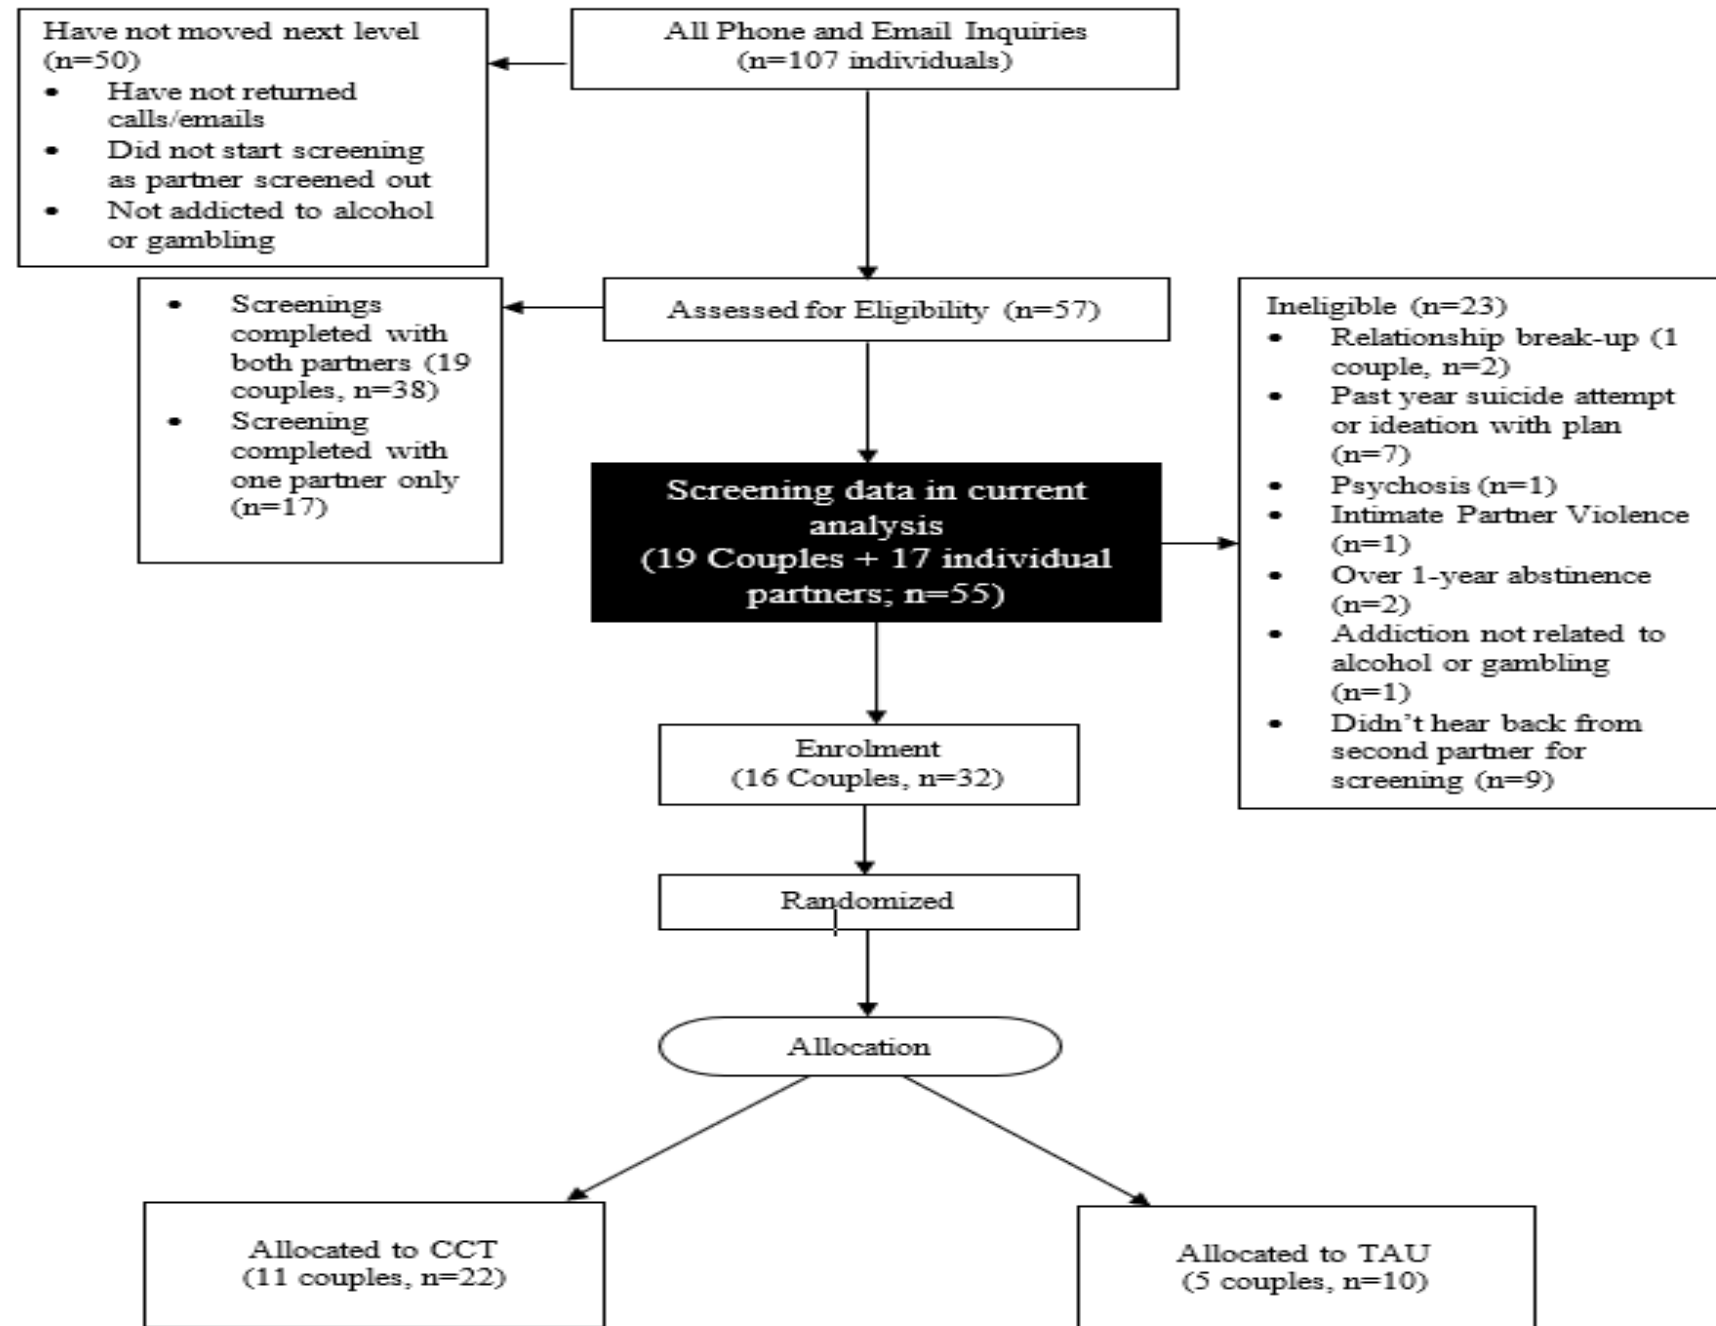 Have not moved next level
(n=50)
• Have not returned
calls/emails
• Did not start screening
as partner screened out
• Not addicted to alcohol
or gambling
All Phone and Email Inquiries
(n=107 individuals)
• Screenings
completed with
both partners (19
couples, n=38)
• Screening
completed with
one partner only
(n=17)
Assessed for Eligibility (n=57)
Ineligible (n=23)
• Relationship break-up (1
couple, n=2)
• Past year suicide attempt
or ideation with plan
(n=7)
• Psychosis (n=1)
• Intimate Partner Violence
(n=1)
• Over 1-year abstinence
(n=2)
• Addiction not related to
alcohol or gambling
(n=1)
• Didn’t hear back from
second partner for
screening (n=9)
Screening data in current
analysis
(19 Couples + 17 individual
partners; n=55)
Enrolment
(16 Couples, n=32)
Randomized
Allocation
Allocated to CCT
(11 couples, n=22)
Allocated to TAU
(5 couples, n=10)